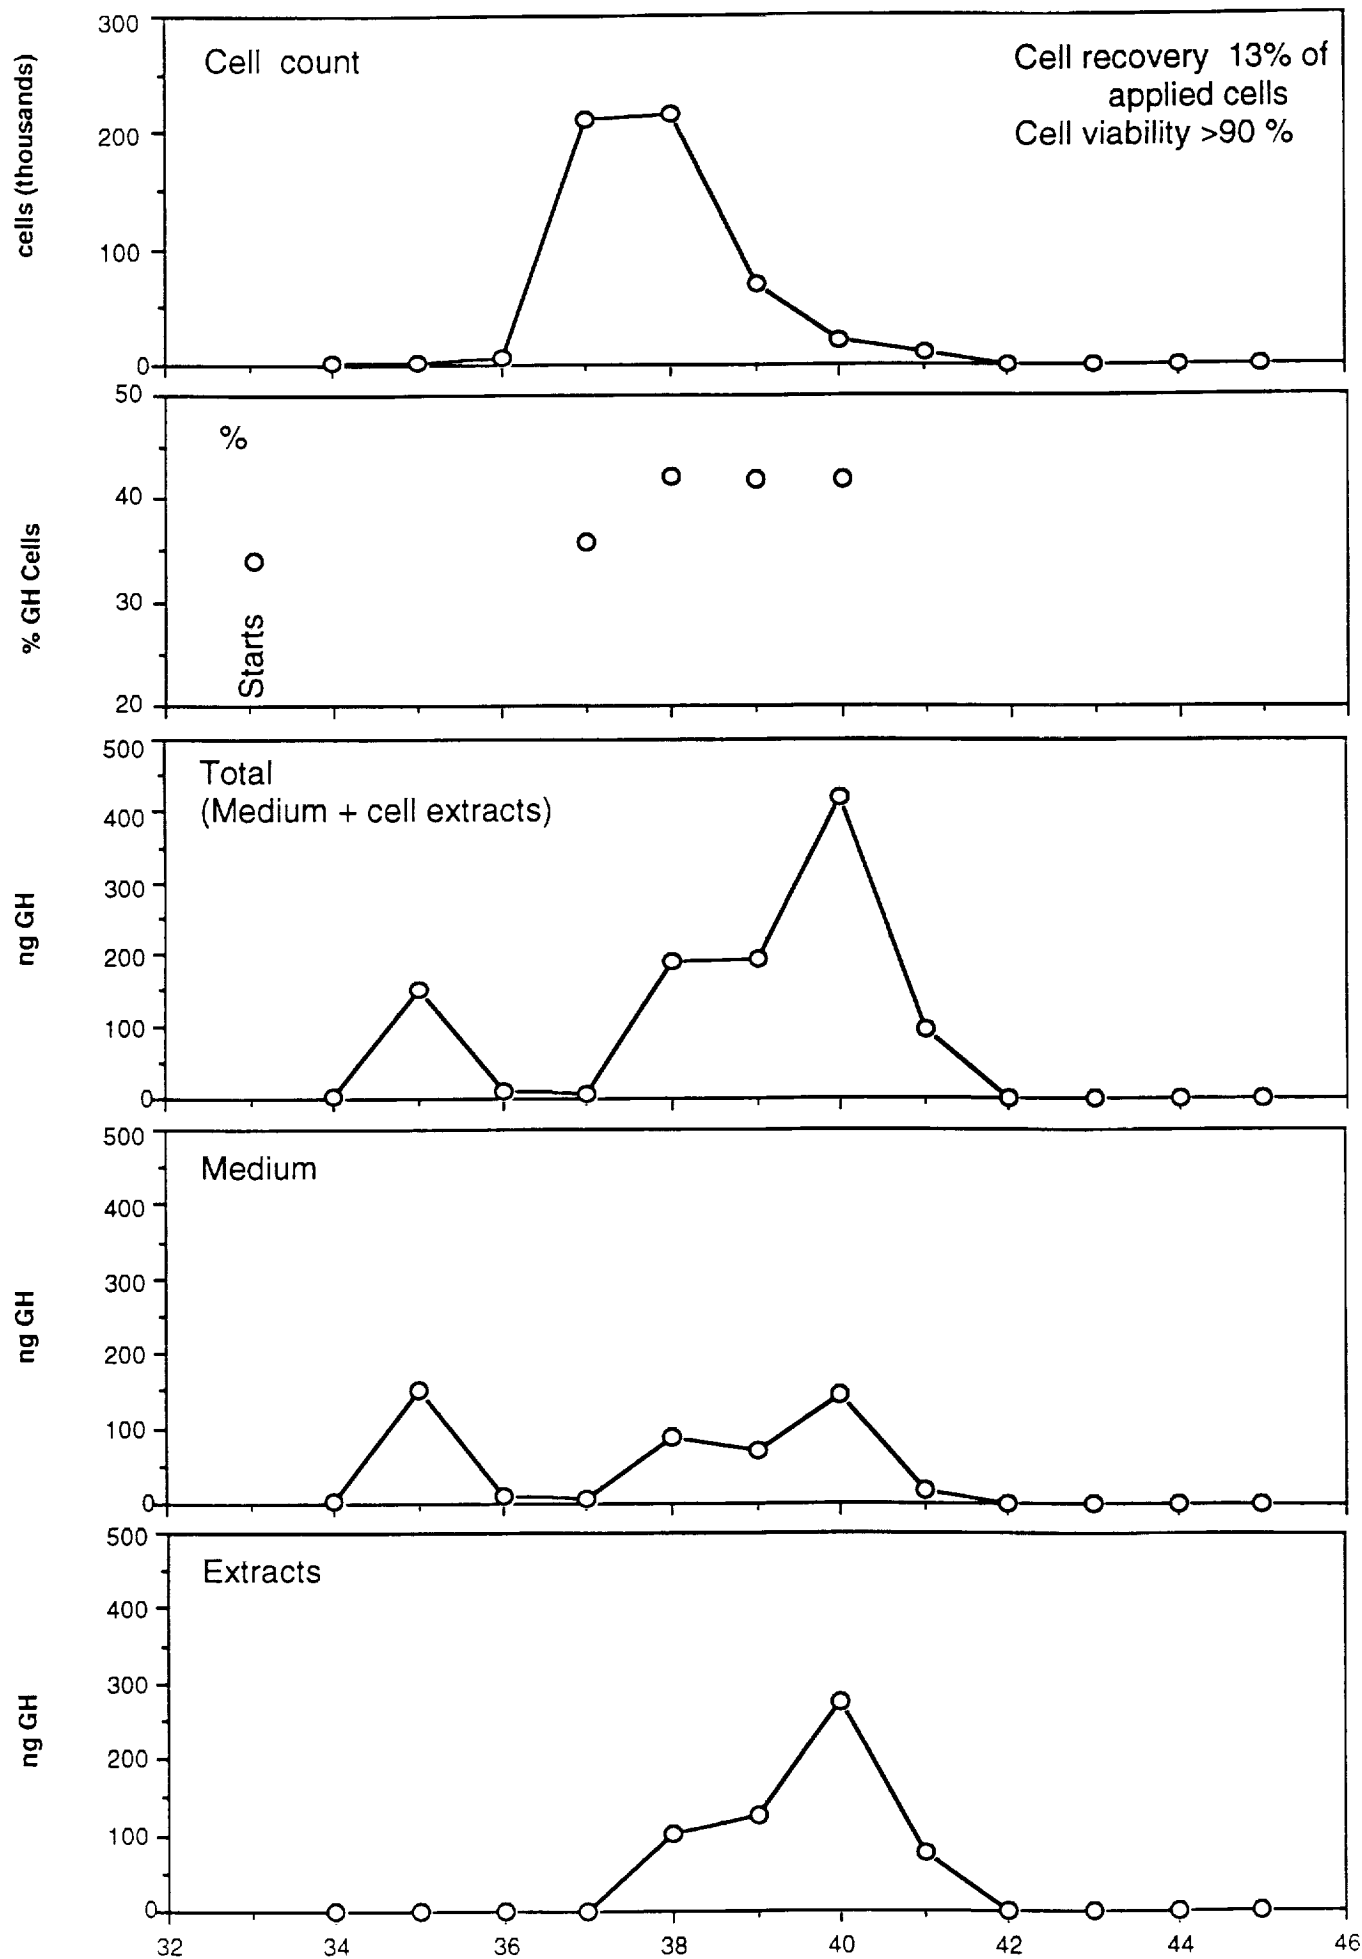 300
200
100
0
cells (thousands)
Cell count
Cell recovery 13% of
applied cells
Cell viability >90 %
50
40
30
20
% GH Cells
%
Starts
500
400
300
200
100
0
ng GH
Total
(Medium + cell extracts)
500
400
300
200
100
0
ng GH
Medium
500
400
300
200
100
0
ng GH
Extracts
32 34 36 38 40 42 44 46